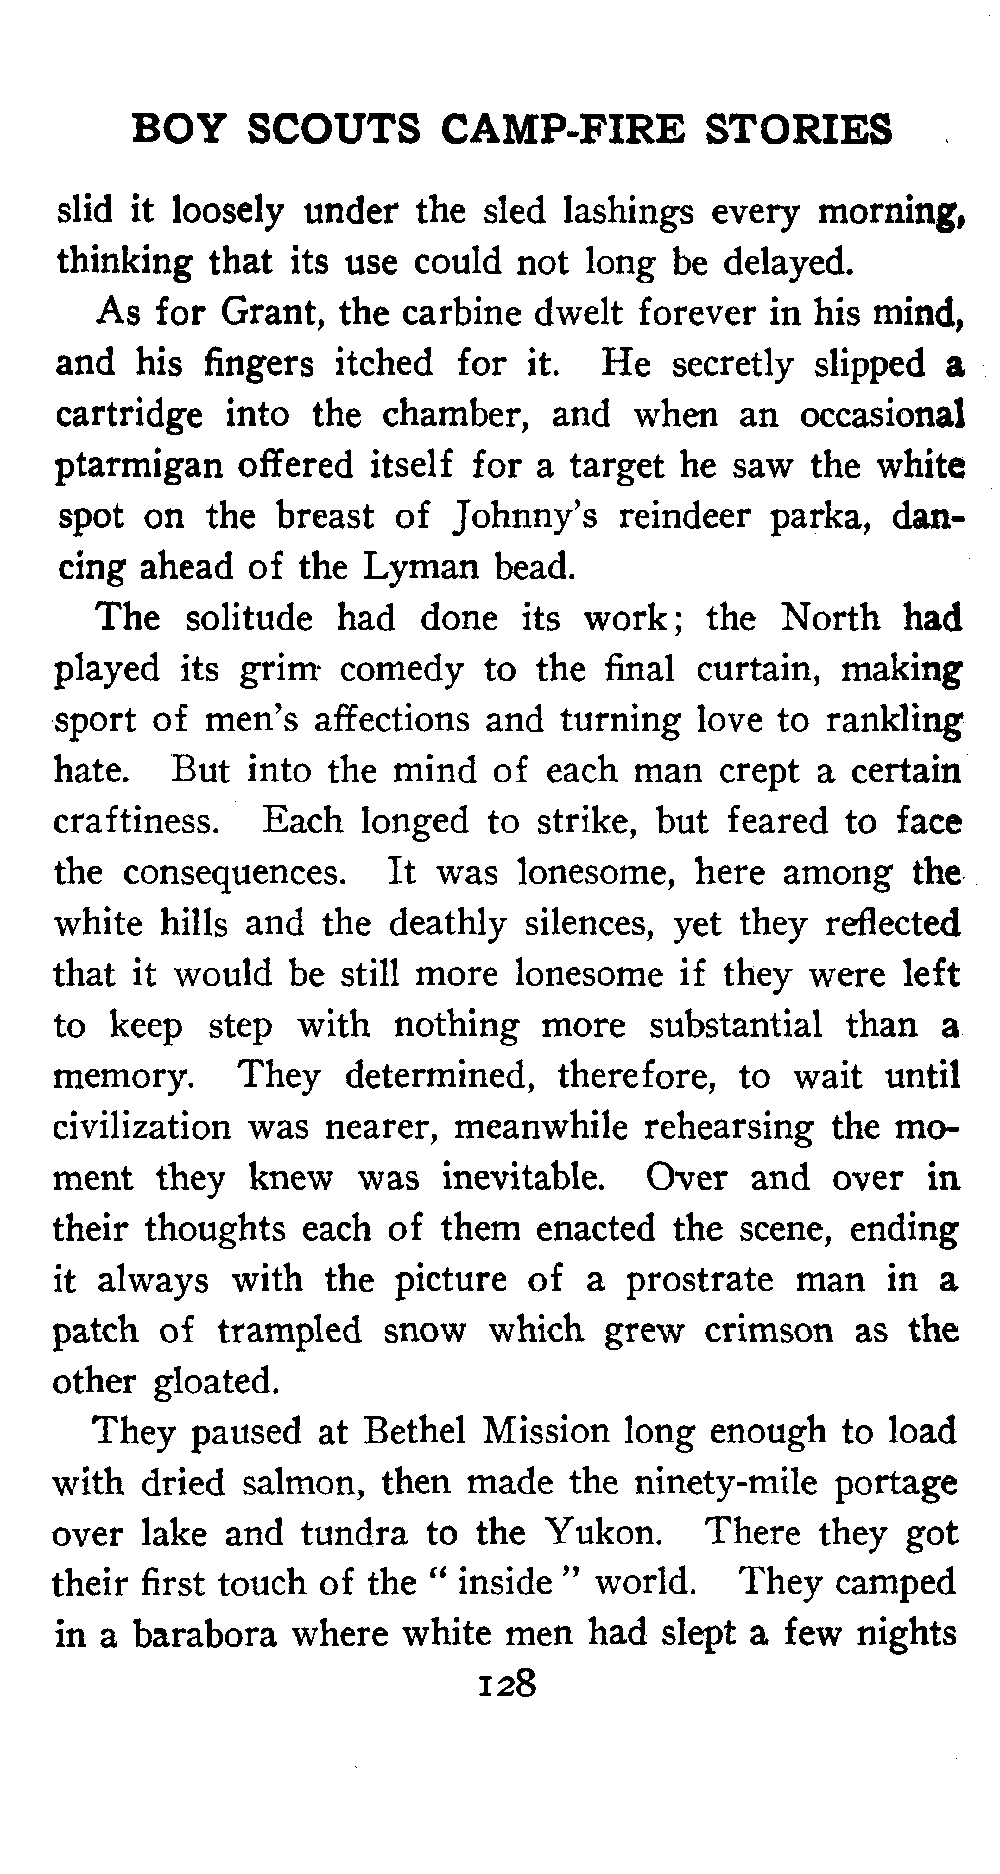 BOY SCOUTS CAMP-FIRE STORIES
slid it loosely under the sled lashings every morning,
thinking that its use could not long be delayed.
As for Grant, the carbine dwelt forever in his mind,
and his fingers itched for it. He secretly slipped a
cartridge into the chamber, and when an occasional
ptarmigan offered itself for a target he saw the white
spot on the breast of Johnny's reindeer parka, dan-
cing ahead of the Lyman bead.
The solitude had done its work; the North had
played its grim comedy to the final curtain, making
sport of men's affections and turning love to rankling
hate. But into the mind of each man crept a certain
craftiness. Each longed to strike, but feared to face
the consequences. It was lonesome, here among the
white hills and the deathly silences, yet they reflected
that it would be still more lonesome if they were left
to keep step with nothing more substantial than a
memory. They determined, therefore, to wait until
civilization was nearer, meanwhile rehearsing the mo-
ment they knew was inevitable. Over and over in
their thoughts each of them enacted the scene, ending
it always with the picture of a prostrate man in a
patch of trampled snow which grew crimson as the
other gloated.
They paused at Bethel Mission long enough to load
with dried salmon, then made the ninety-mile portage
over lake and tundra to the Yukon. There they got
their first touch of the "inside" world. They camped
in a barabora where white men had slept a few nights
128